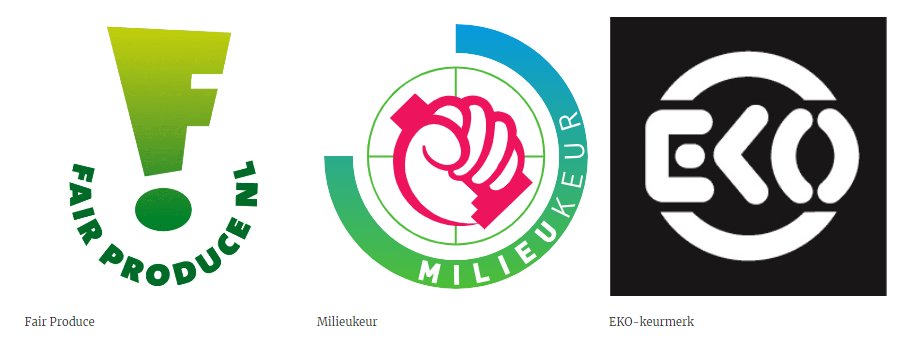 F
FAIR PRODUCE NL
MILIEUKEUR
EKO
Fair Produce
Milieukeur
EKO-keurmerk